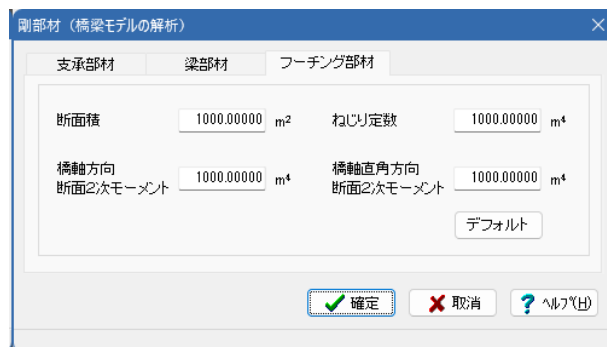 剛部材（橋梁モデルの解析）
支承部材 梁部材 フーチング部材
断面積 1000.00000 m² ねじり定数 1000.00000 m⁴
橋軸方向
断面2次モーメント 1000.00000 m⁴
橋軸直角方向
断面2次モーメント 1000.00000 m⁴
デフォルト
確定 取消 ヘルプ(H)